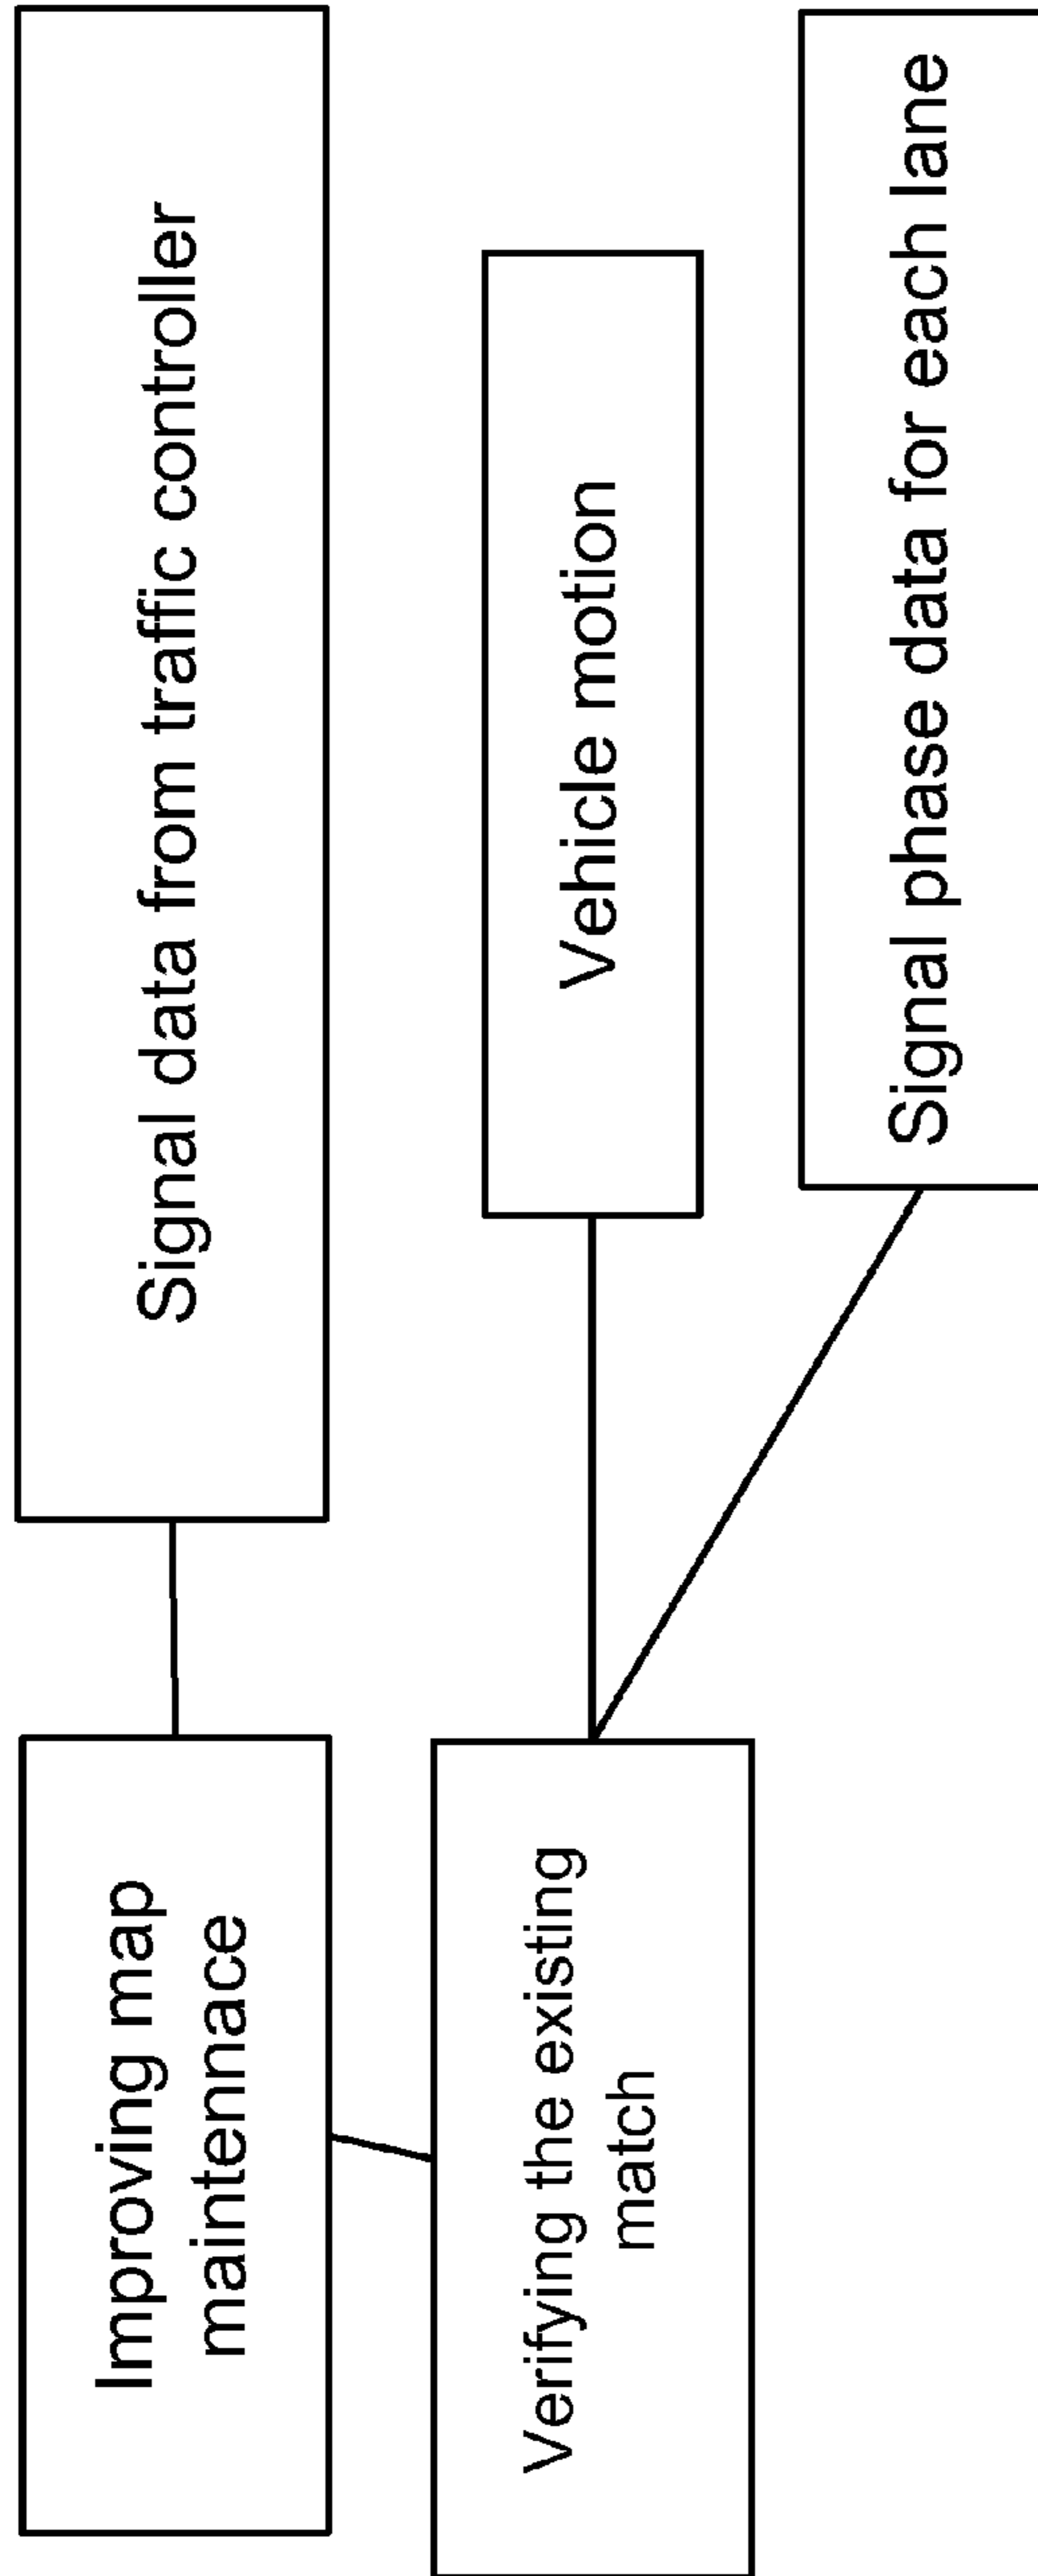 Improving map
maintennace
Signal data from traffic controller
Verifying the existing
match
Vehicle motion
Signal phase data for each lane